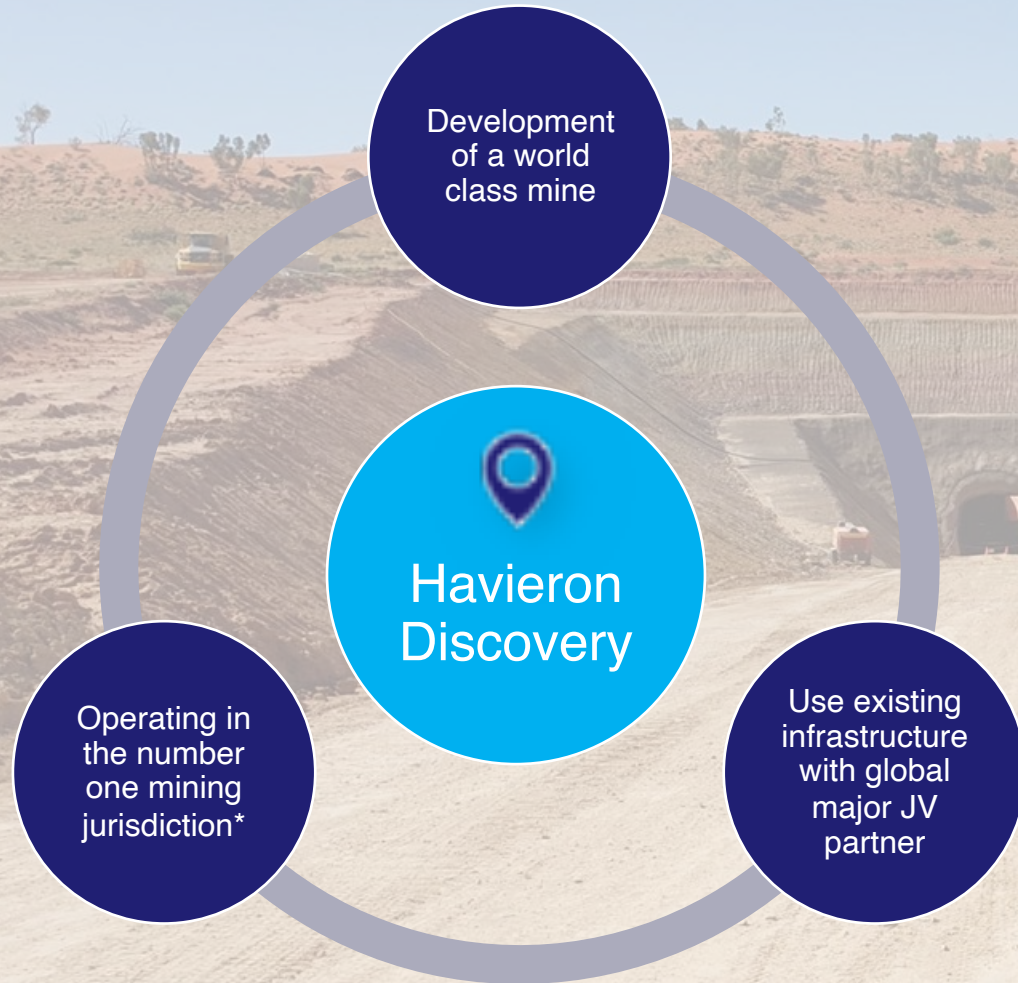 Development
of a world
class mine
Havieron
Discovery
Operating in
the number
one mining
jurisdiction*
Use existing
infrastructure
with global
major JV
partner